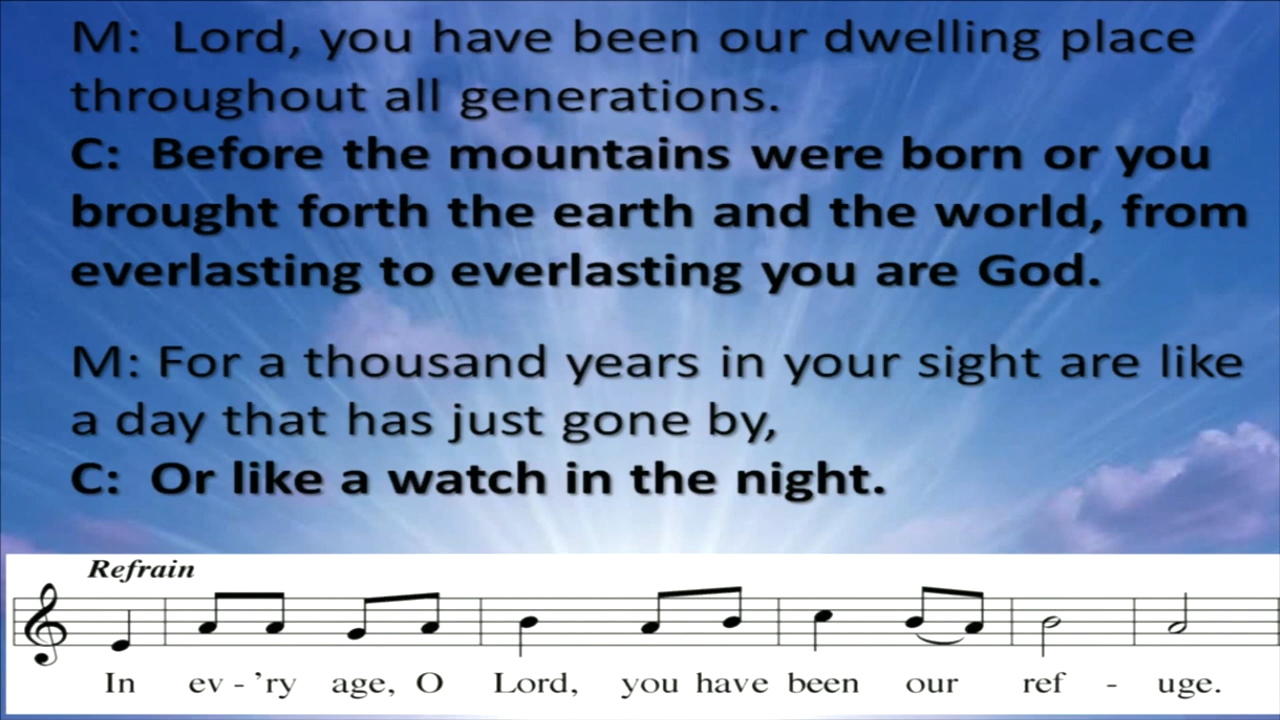 M:  Lord, you have been our dwelling place
throughout all generations.
C:  Before the mountains were born or you
brought forth the earth and the world, from
everlasting to everlasting you are God.
M: For a thousand years in your sight are like
a day that has just gone by,
C:  Or like a watch in the night.
Refrain
In ev - 'ry age, O Lord, you have been our ref - uge.